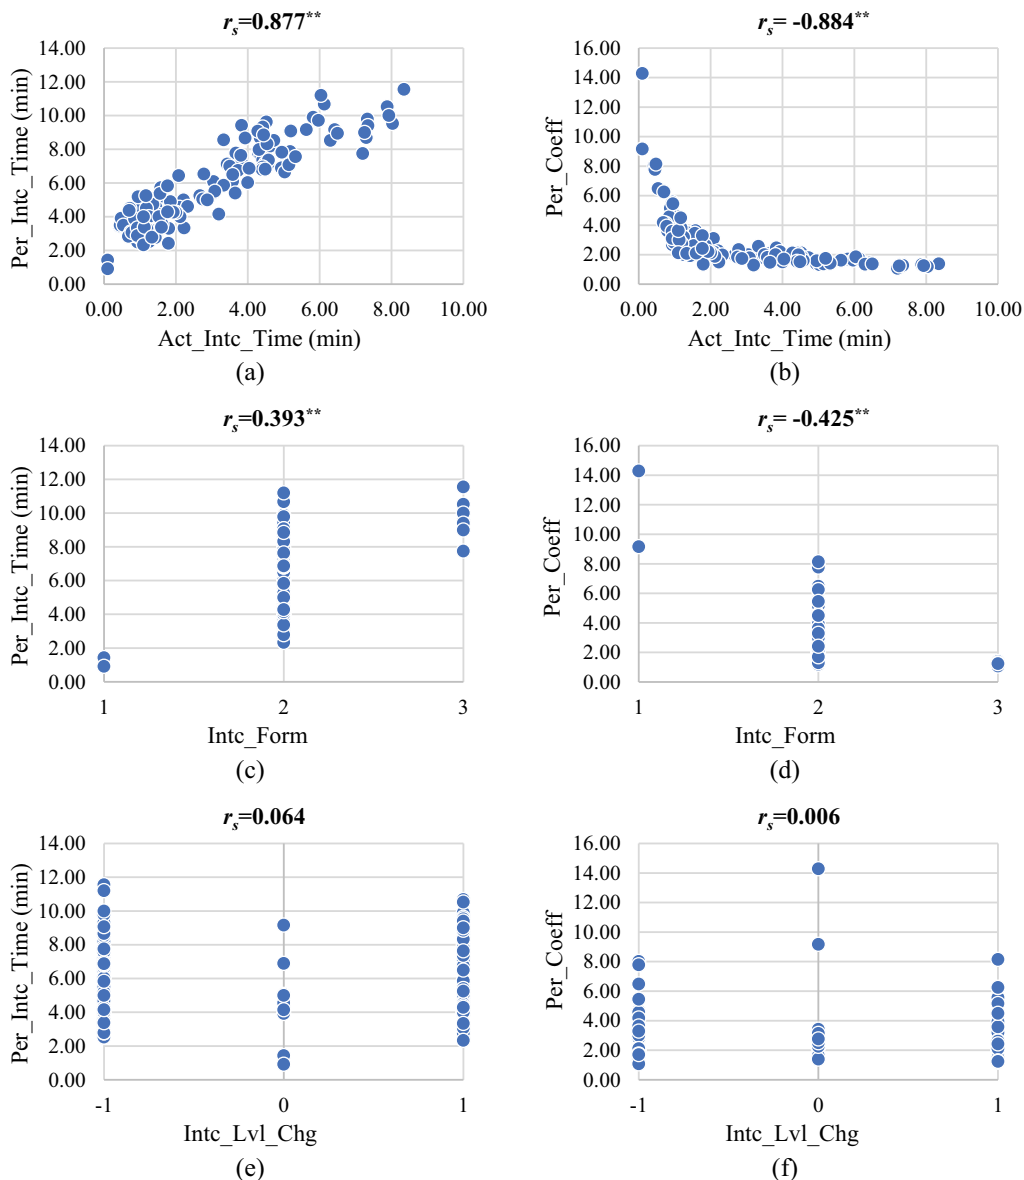 r_s=0.877**
14.00
12.00
10.00
8.00
6.00
4.00
2.00
0.00
Per_Intc_Time (min)
0.00 2.00 4.00 6.00 8.00 10.00
Act_Intc_Time (min)
(a)
r_s= -0.884**
16.00
14.00
12.00
10.00
8.00
6.00
4.00
2.00
0.00
Per_Coeff
0.00 2.00 4.00 6.00 8.00 10.00
Act_Intc_Time (min)
(b)
r_s=0.393**
14.00
12.00
10.00
8.00
6.00
4.00
2.00
0.00
Per_Intc_Time (min)
1 2 3
Intc_Form
(c)
r_s= -0.425**
16.00
14.00
12.00
10.00
8.00
6.00
4.00
2.00
0.00
Per_Coeff
1 2 3
Intc_Form
(d)
r_s=0.064
14.00
12.00
10.00
8.00
6.00
4.00
2.00
0.00
Per_Intc_Time (min)
-1 0 1
Intc_Lvl_Chg
(e)
r_s=0.006
16.00
14.00
12.00
10.00
8.00
6.00
4.00
2.00
0.00
Per_Coeff
-1 0 1
Intc_Lvl_Chg
(f)